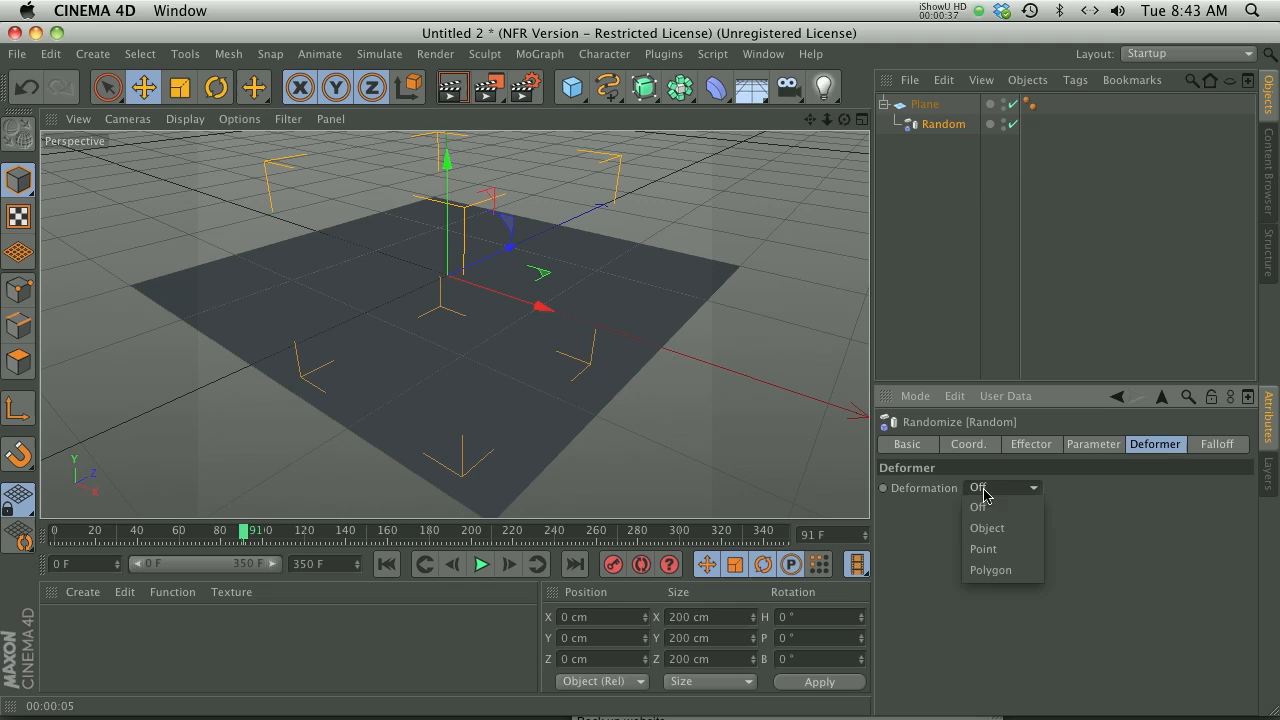 CINEMA 4D Window
iShowU HD
00:00:37
Tue 8:43 AM
Untitled 2 * (NFR Version - Restricted License) (Unregistered License)
File Edit Create Select Tools Mesh Snap Animate Simulate Render Sculpt MoGraph Character Plugins Script Window Help
Layout: Startup
X Y Z
File Edit View Objects Tags Bookmarks
Plane
Random
View Cameras Display Options Filter Panel
Perspective
Y
Z
X
Objects
Content Browser
Structure
Mode Edit User Data
Randomize [Random]
Basic Coord. Effector Parameter Deformer Falloff
Deformer
Deformation Off
Off
Object
Point
Polygon
Attributes
Layers
0 20 40 60 80 91 0 120 140 160 180 200 220 240 260 280 300 320 340
91 F
0 F 0 F 350 F 350 F
P
Create Edit Function Texture
Position Size Rotation
X 0 cm X 200 cm H 0 °
Y 0 cm Y 200 cm P 0 °
Z 0 cm Z 200 cm B 0 °
Object (Rel) Size Apply
MAXON
CINEMA 4D
00:00:05